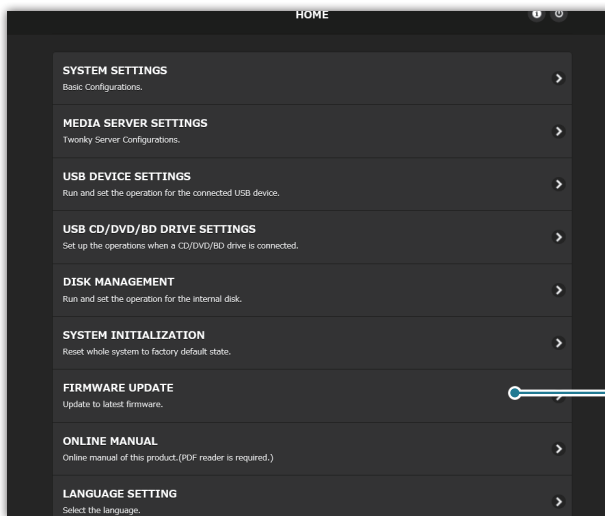 HOME
SYSTEM SETTINGS
Basic Configurations.
MEDIA SERVER SETTINGS
Twonky Server Configurations.
USB DEVICE SETTINGS
Run and set the operation for the connected USB device.
USB CD/DVD/BD DRIVE SETTINGS
Set up the operations when a CD/DVD/BD drive is connected.
DISK MANAGEMENT
Run and set the operation for the internal disk.
SYSTEM INITIALIZATION
Reset whole system to factory default state.
FIRMWARE UPDATE
Update to latest firmware.
ONLINE MANUAL
Online manual of this product.(PDF reader is required.)
LANGUAGE SETTING
Select the language.